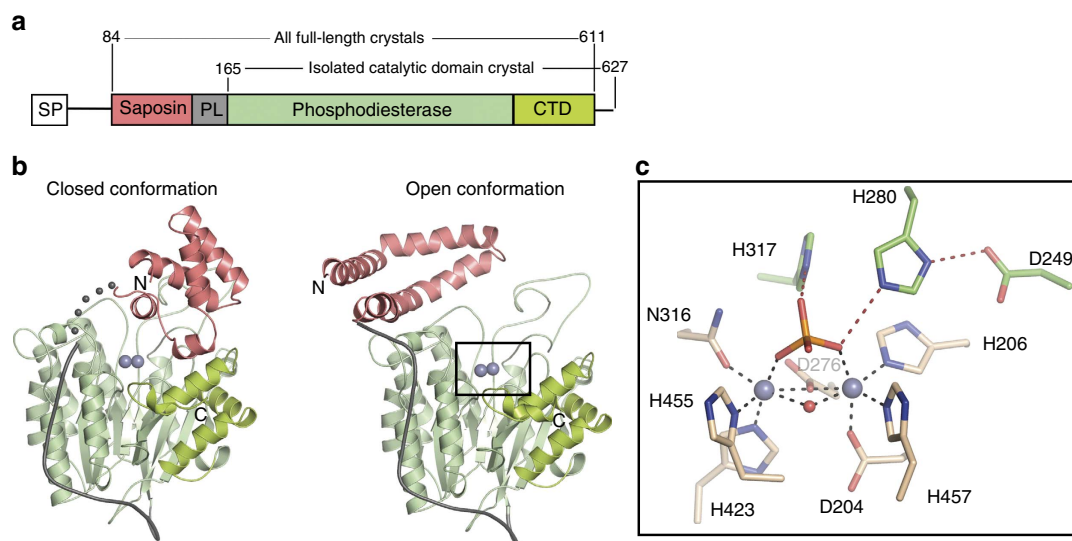 a
84 All full-length crystals 611
165 Isolated catalytic domain crystal 627
SP Saposin PL Phosphodiesterase CTD
b
Closed conformation
Open conformation
N
C
N
C
c
H280
H317
D249
N316
H206
D276
H455
H423
D204
H457